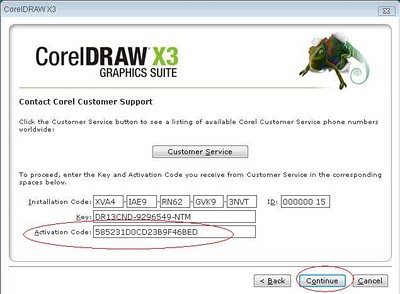 CorelDRAW X3
CorelDRAW® X3
GRAPHICS SUITE
Contact Corel Customer Support
Click the Customer Service button to see a listing of available Corel Customer Service phone numbers
worldwide:
Customer Service
To proceed, enter the Key and Activation Code you receive from Customer Service in the corresponding
spaces below.
Installation Code: XVA4 - IAE9 - RN62 - GVK9 - 3NVT ID: 000000 15
Key: DR13CND-9296549-NTM
Activation Code: 585231D0CD23B9F46BED
< Back Continue Cancel